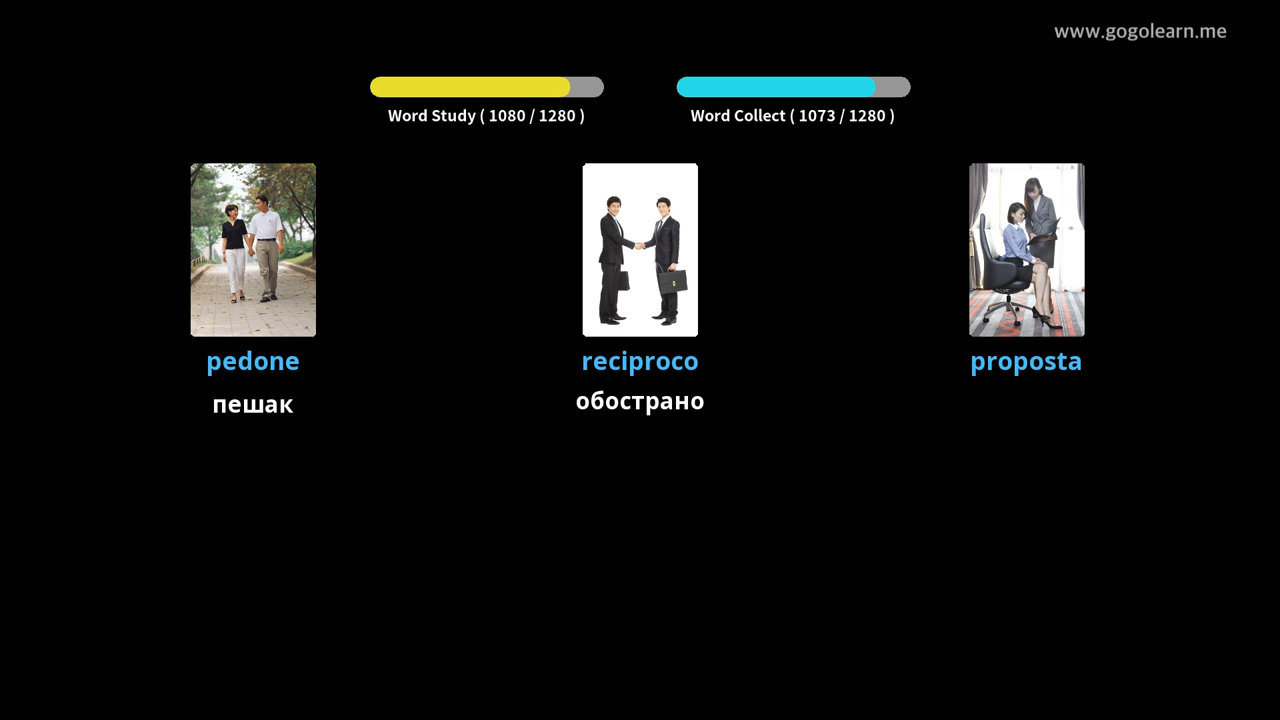 www.gogolearn.me
Word Study ( 1080 / 1280 )
Word Collect ( 1073 / 1280 )
pedone
reciproco
proposta
пешак
обострано